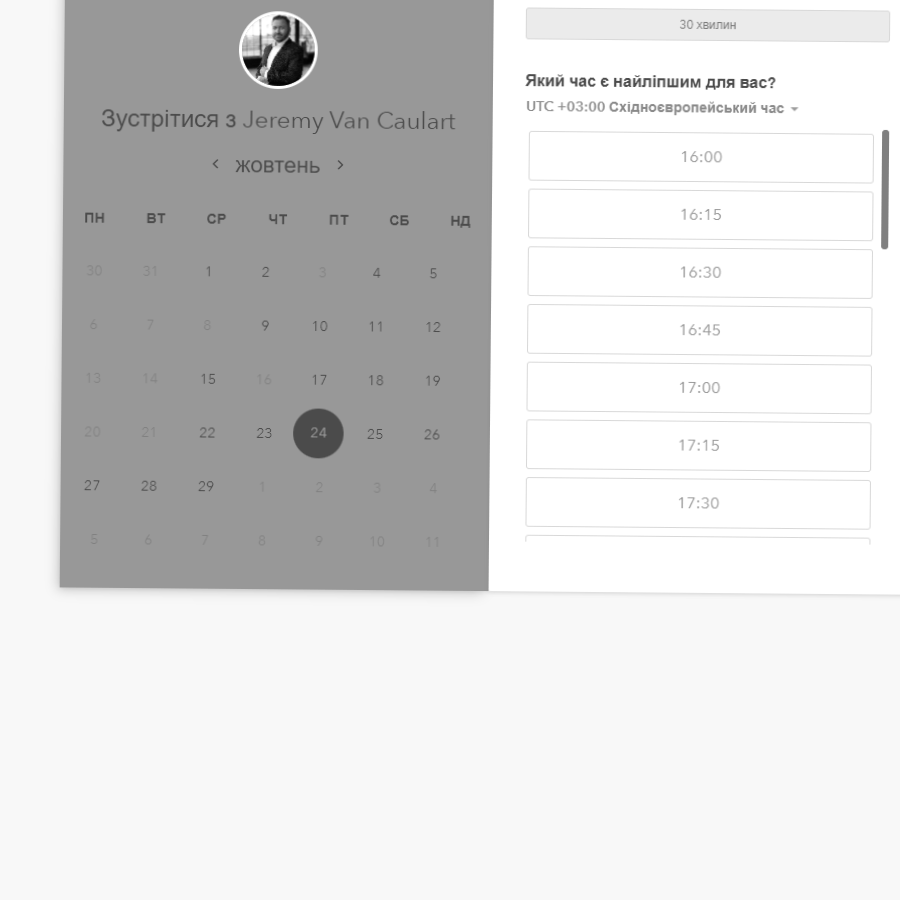 Зустрітися з Jeremy Van Caulart
жовтень
ПН ВТ СР ЧТ ПТ СБ НД
30 31 1 2 3 4 5
6 7 8 9 10 11 12
13 14 15 16 17 18 19
20 21 22 23 24 25 26
27 28 29 1 2 3 4
5 6 7 8 9 10 11
30 хвилин
Який час є найліпшим для вас?
UTC +03:00 Східноєвропейський час
16:00
16:15
16:30
16:45
17:00
17:15
17:30